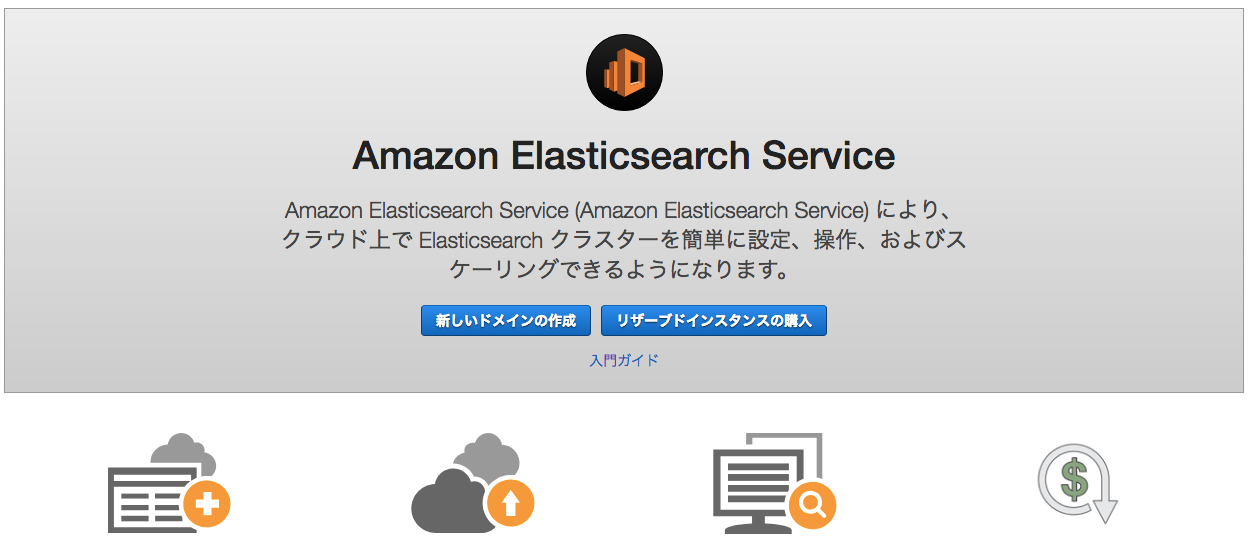 Amazon Elasticsearch Service
Amazon Elasticsearch Service (Amazon Elasticsearch Service) により、
クラウド上で Elasticsearch クラスターを簡単に設定、操作、およびス
ケーリングできるようになります。
新しいドメインの作成 リザーブドインスタンスの購入
入門ガイド
$